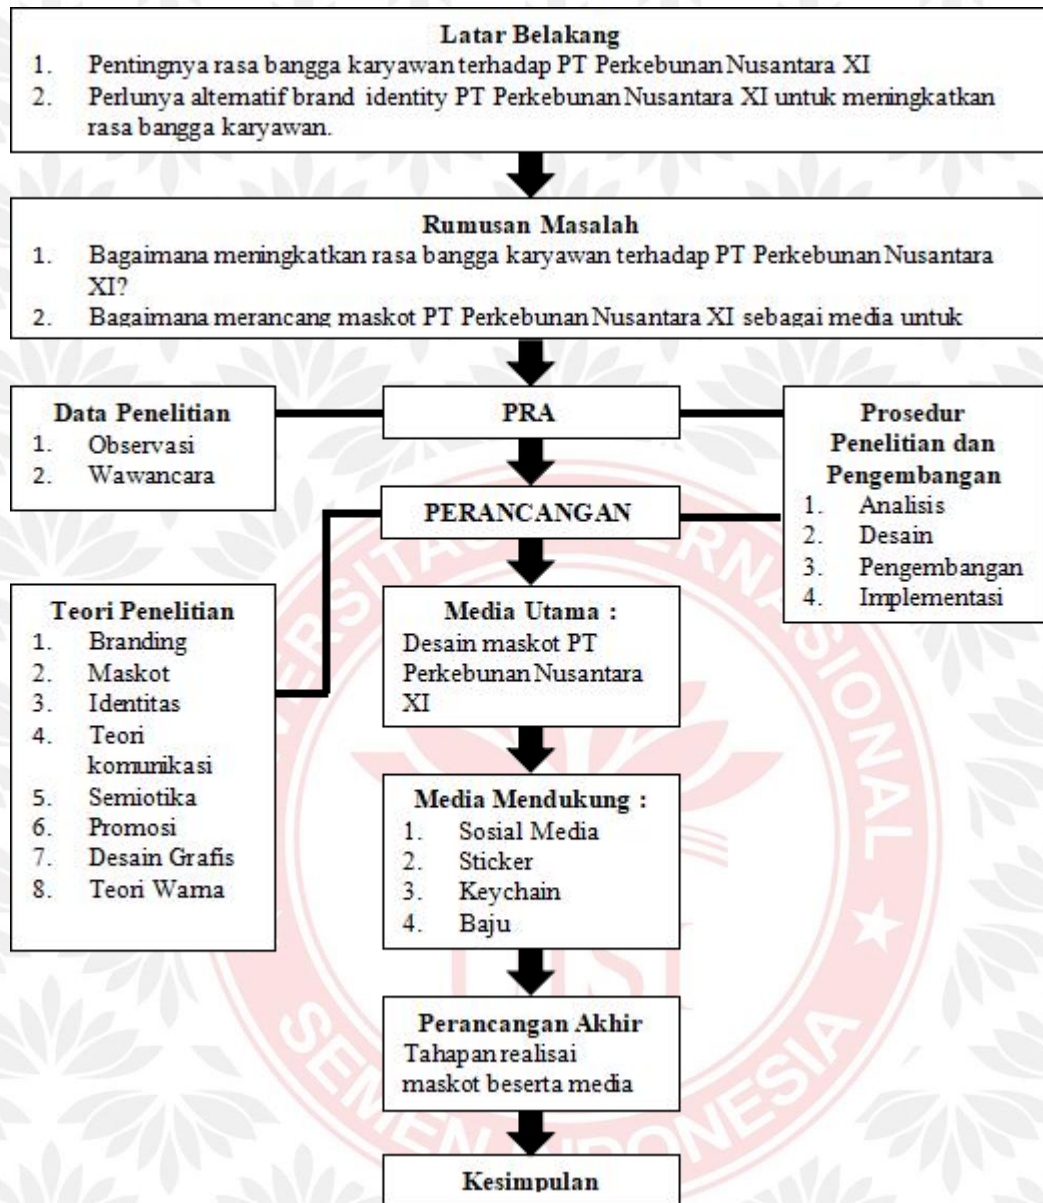 Latar Belakang
1. Pentingnya rasa bangga karyawan terhadap PT Perkebunan Nusantara XI
2. Perlunya alternatif brand identity PT Perkebunan Nusantara XI untuk meningkatkan
rasa bangga karyawan.
Rumusan Masalah
1. Bagaimana meningkatkan rasa bangga karyawan terhadap PT Perkebunan Nusantara
XI?
2. Bagaimana merancang maskot PT Perkebunan Nusantara XI sebagai media untuk
Data Penelitian
1. Observasi
2. Wawancara
PRA
Prosedur
Penelitian dan
Pengembangan
1. Analisis
2. Desain
3. Pengembangan
4. Implementasi
PERANCANGAN
Teori Penelitian
1. Branding
2. Maskot
3. Identitas
4. Teori
komunikasi
5. Semiotika
6. Promosi
7. Desain Grafis
8. Teori Warna
Media Utama :
Desain maskot PT
Perkebunan Nusantara
XI
Media Mendukung :
1. Sosial Media
2. Sticker
3. Keychain
4. Baju
Perancangan Akhir
Tahapan realisai
maskot beserta media
Kesimpulan
SEMEN INDONESIA